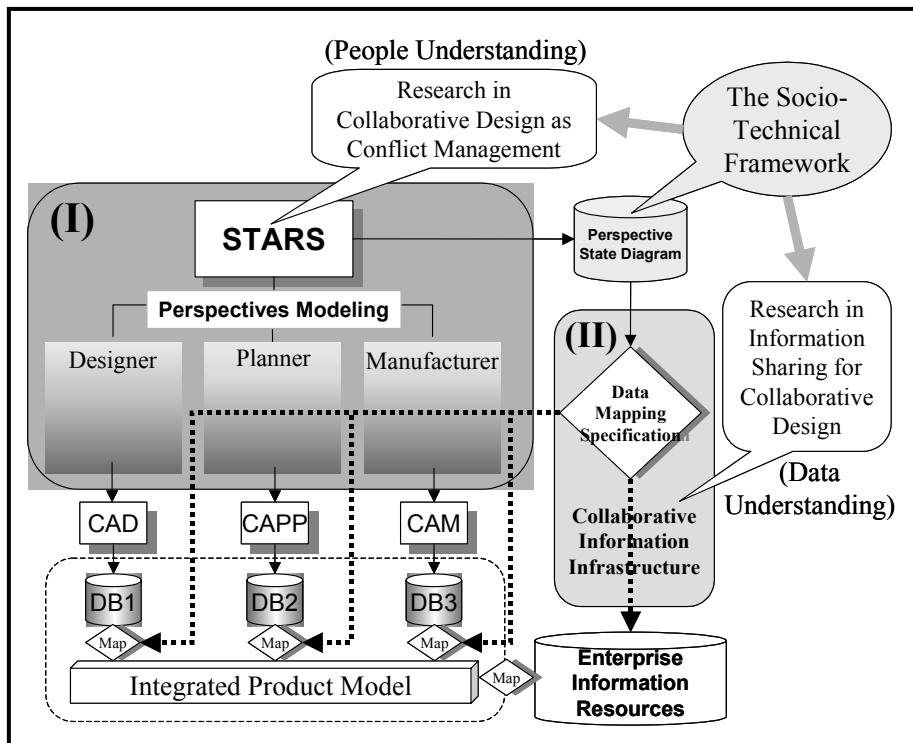 (People Understanding)
Research in
Collaborative Design as
Conflict Management
The Socio-
Technical
Framework
(I)
STARS
Perspective
State Diagram
Perspectives Modeling
Designer
Planner
Manufacturer
(II)
Data
Mapping
Specification
Research in
Information
Sharing for
Collaborative
Design
(Data
Understanding)
Collaborative
Information
Infrastructure
CAD
CAPP
CAM
DB1
DB2
DB3
Map
Map
Map
Integrated Product Model
Map
Enterprise
Information
Resources